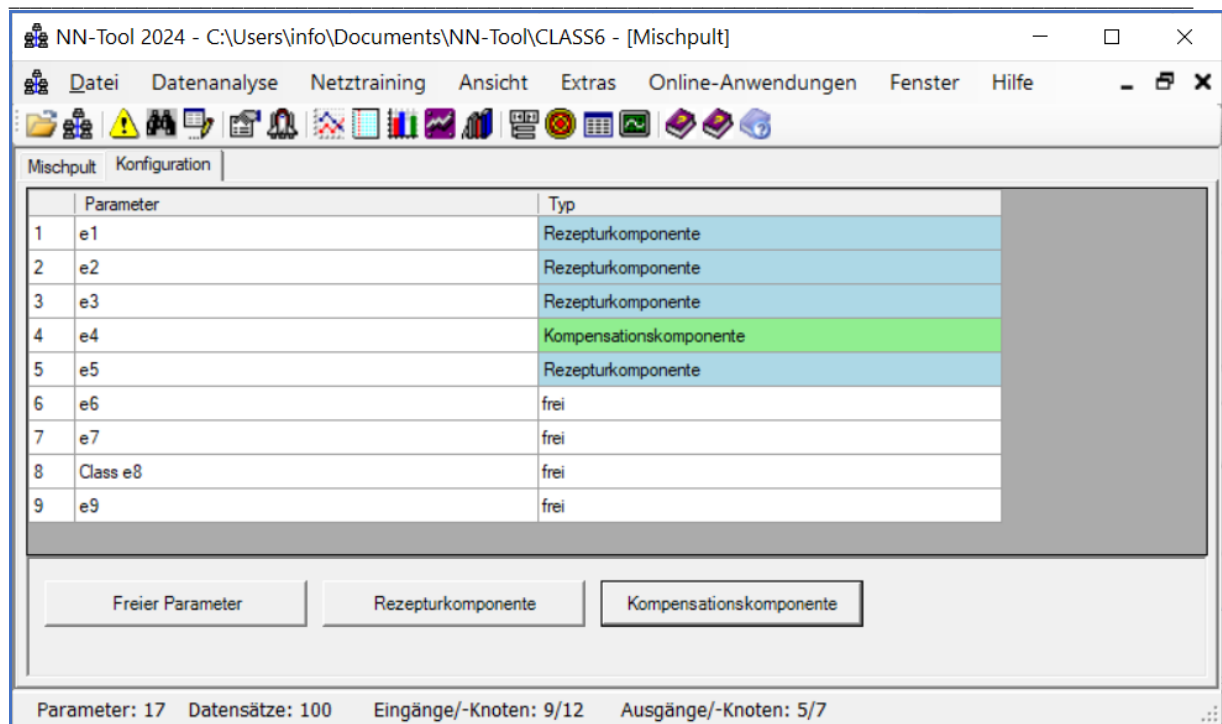 NN-Tool 2024 - C:\Users\info\Documents\NN-Tool\CLASS6 - [Mischpult]
Datei Datenanalyse Netztraining Ansicht Extras Online-Anwendungen Fenster Hilfe
Mischpult Konfiguration
Parameter Typ
1 e1 Rezepturkomponente
2 e2 Rezepturkomponente
3 e3 Rezepturkomponente
4 e4 Kompensationskomponente
5 e5 Rezepturkomponente
6 e6 frei
7 e7 frei
8 Class e8 frei
9 e9 frei
Freier Parameter Rezepturkomponente Kompensationskomponente
Parameter: 17 Datensätze: 100 Eingänge/-Knoten: 9/12 Ausgänge/-Knoten: 5/7